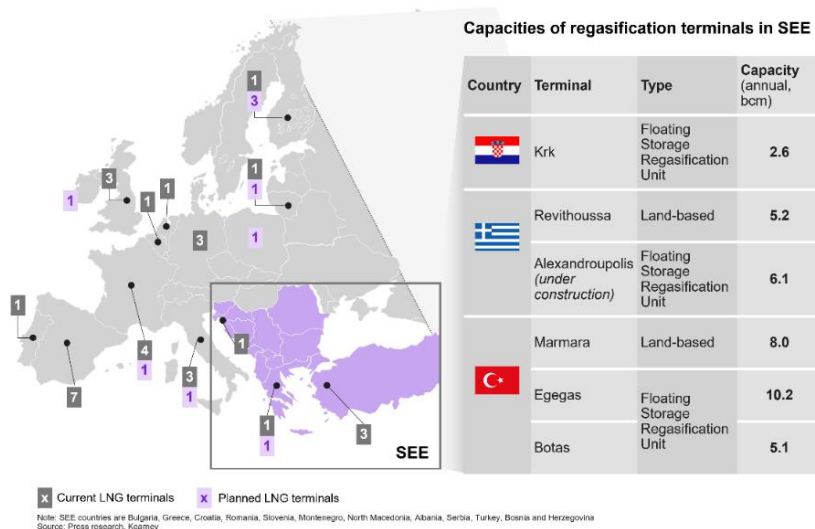 Capacities of regasification terminals in SEE
Country Terminal Type Capacity
(annual,
bcm)
Krk Floating
Storage
Regasification
Unit 2.6
Revithoussa Land-based 5.2
Alexandroupolis
(under
construction) Floating
Storage
Regasification
Unit 6.1
Marmara Land-based 8.0
Egegas Floating
Storage
Regasification
Unit 10.2
Botas 5.1
1
3
1
1
3
1
1
1
3
1
1
4
1
7
3
1
1
1
1
3
SEE
x Current LNG terminals x Planned LNG terminals
Note: SEE countries are Bulgaria, Greece, Croatia, Romania, Slovenia, Montenegro, North Macedonia, Albania, Serbia, Turkey, Bosnia and Herzegovina
Source: Press research, Kearney